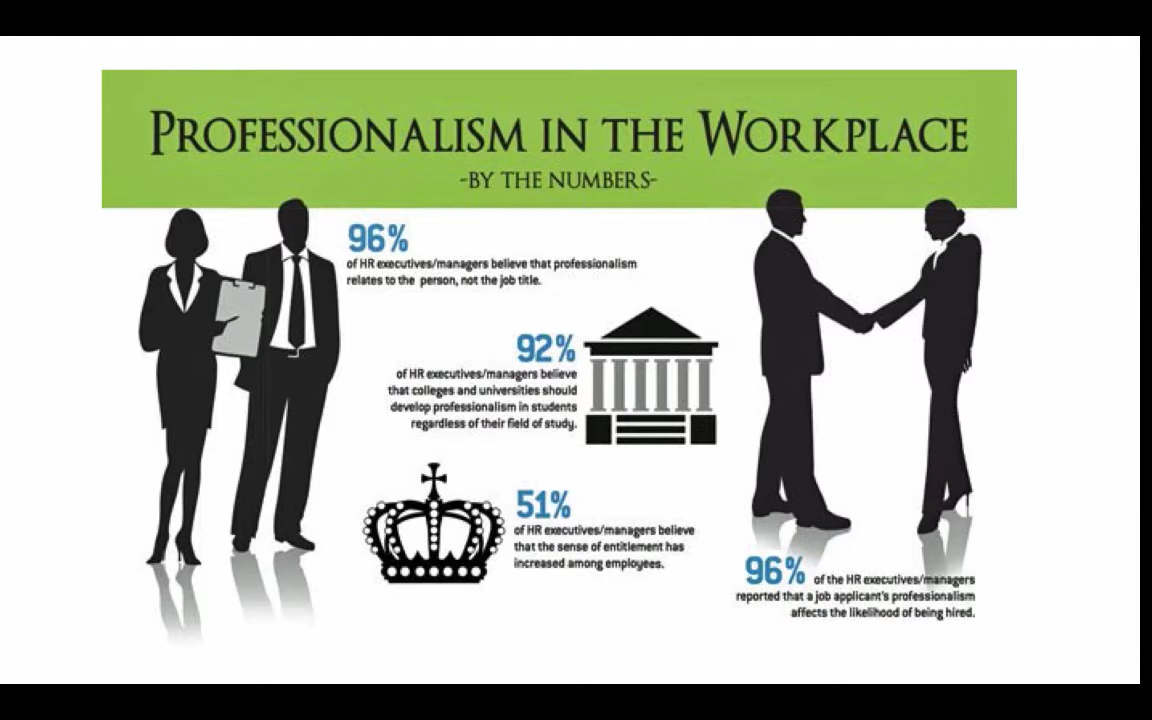 PROFESSIONALISM IN THE WORKPLACE
-BY THE NUMBERS-
96%
of HR executives/managers believe that professionalism
relates to the person, not the job title.
92%
of HR executives/managers believe
that colleges and universities should
develop professionalism in students
regardless of their field of study.
51%
of HR executives/managers believe
that the sense of entitlement has
increased among employees.
96% of the HR executives/managers
reported that a job applicant's professionalism
affects the likelihood of being hired.